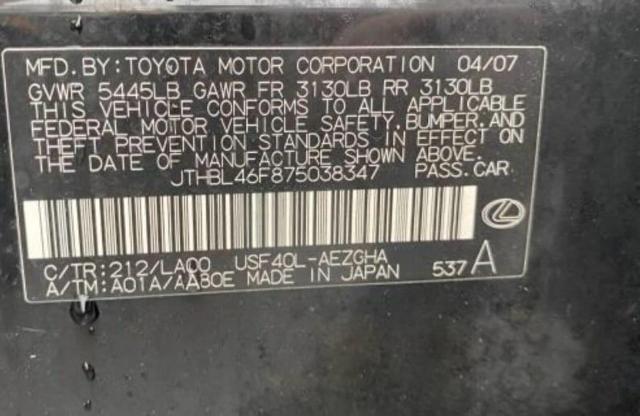 MFD.BY:TOYOTA MOTOR CORPORATION 04/07
GVWR 5445LB GAWR FR 3130LB RR 3130LB
THIS VEHICLE CONFORMS TO ALL APPLICABLE
FEDERAL MOTOR VEHICLE SAFETY,BUMPER,AND
THEFT PREVENTION STANDARDS IN EFFECT ON
THE DATE OF MANUFACTURE SHOWN ABOVE.
JTHBL46F875038347 PASS.CAR
C/TR:212/LA00 USF40L-AEZGHA
A/TM:A01A/AA80E MADE IN JAPAN 537A